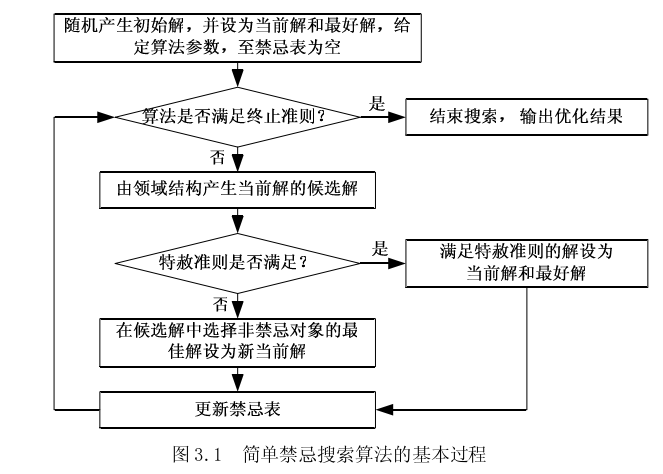 随机产生初始解，并设为当前解和最好解，给
定算法参数，至禁忌表为空
算法是否满足终止准则？
是
结束搜索，输出优化结果
否
由领域结构产生当前解的候选解
特赦准则是否满足？
是
满足特赦准则的解设为
当前解和最好解
否
在候选解中选择非禁忌对象的最
佳解设为新当前解
更新禁忌表
图 3.1 简单禁忌搜索算法的基本过程